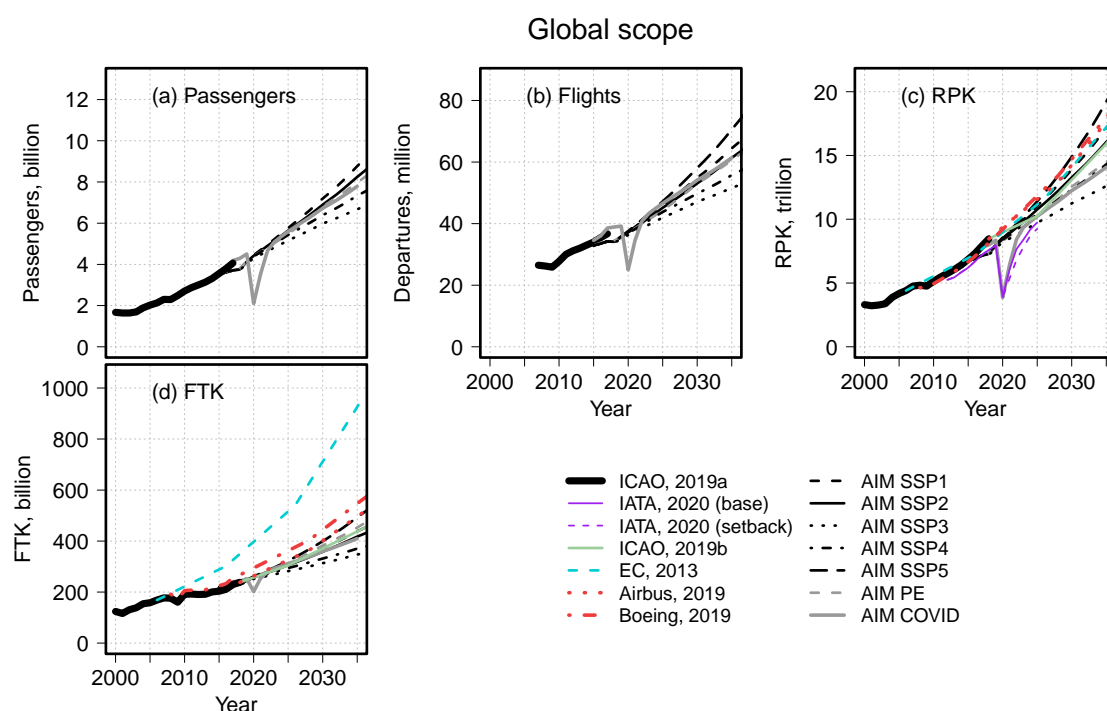 Global scope
(a) Passengers
Passengers, billion
12
10
8
6
4
2
0
(b) Flights
Departures, million
80
60
40
20
0
2000 2010 2020 2030
Year
(c) RPK
RPK, trillion
20
15
10
5
0
2000 2010 2020 2030
Year
(d) FTK
FTK, billion
1000
800
600
400
200
0
2000 2010 2020 2030
Year
ICAO, 2019a
IATA, 2020 (base)
IATA, 2020 (setback)
ICAO, 2019b
EC, 2013
Airbus, 2019
Boeing, 2019
AIM SSP1
AIM SSP2
AIM SSP3
AIM SSP4
AIM SSP5
AIM PE
AIM COVID